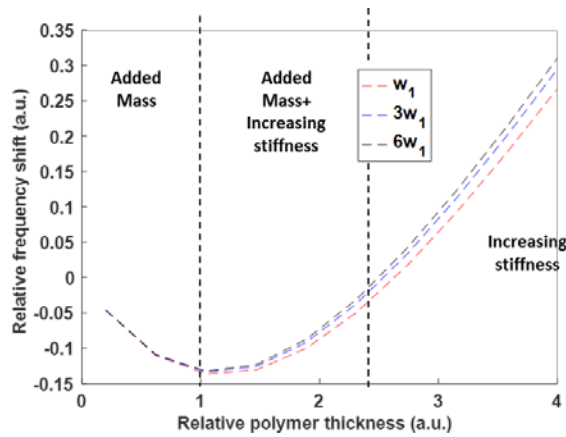 0.35
0.3
0.25
0.2
0.15
0.1
0.05
0
-0.05
-0.1
-0.15
Relative frequency shift (a.u.)
Added
Mass
Added
Mass+
Increasing
stiffness
w1
3w1
6w1
Increasing
stiffness
0 1 2 3 4
Relative polymer thickness (a.u.)